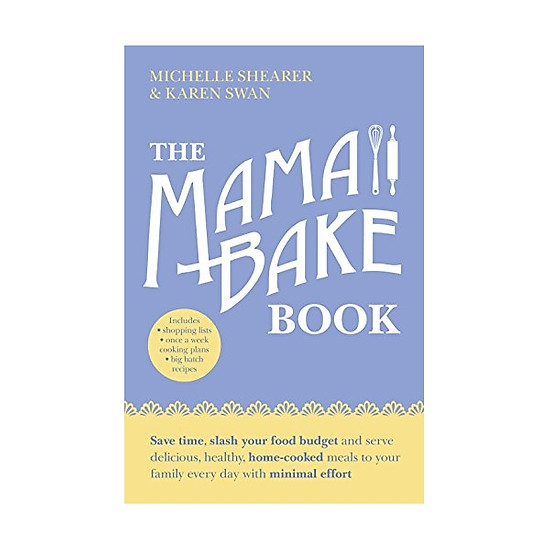 MICHELLE SHEARER
& KAREN SWAN
THE
MAMA
BAKE
BOOK
Includes
• shopping lists
• once a week
cooking plans
• big batch
recipes
Save time, slash your food budget and serve
delicious, healthy, home-cooked meals to your
family every day with minimal effort